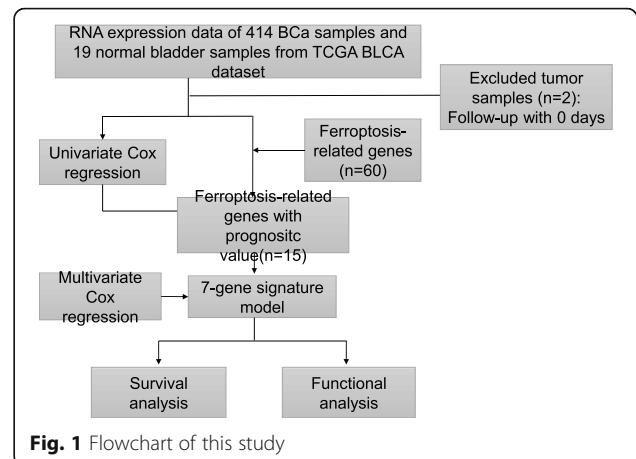 RNA expression data of 414 BCa samples and
19 normal bladder samples from TCGA BLCA
dataset
Excluded tumor
samples (n=2):
Follow-up with 0 days
Ferroptosis-
related genes
(n=60)
Univariate Cox
regression
Ferroptosis-related
genes with
prognositc
value(n=15)
Multivariate
Cox
regression
7-gene signature
model
Survival
analysis
Functional
analysis
Fig. 1 Flowchart of this study